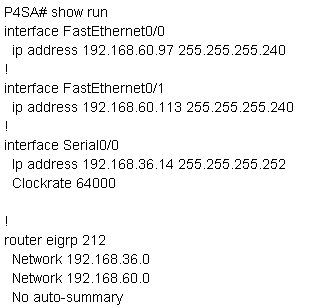 P4SA# show run
interface FastEthernet0/0
ip address 192.168.60.97 255.255.255.240
!
interface FastEthernet0/1
ip address 192.168.60.113 255.255.255.240
!
interface Serial0/0
Ip address 192.168.36.14 255.255.255.252
Clockrate 64000
!
router eigrp 212
Network 192.168.36.0
Network 192.168.60.0
No auto-summary